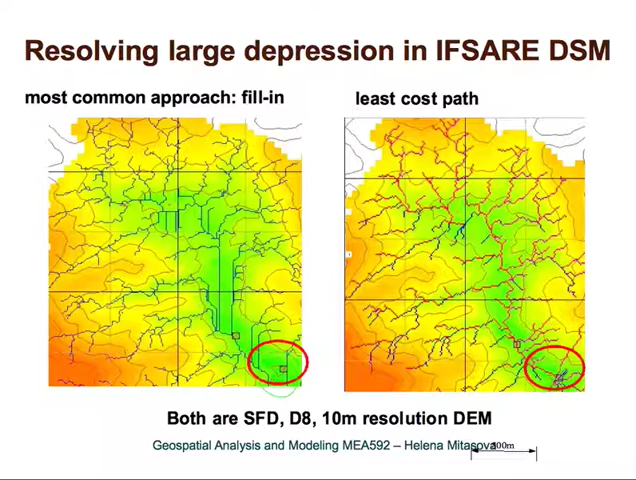 Resolving large depression in IFSARE DSM
most common approach: fill-in
least cost path
Both are SFD, D8, 10m resolution DEM
Geospatial Analysis and Modeling MEA592 – Helena Mitasova
500m